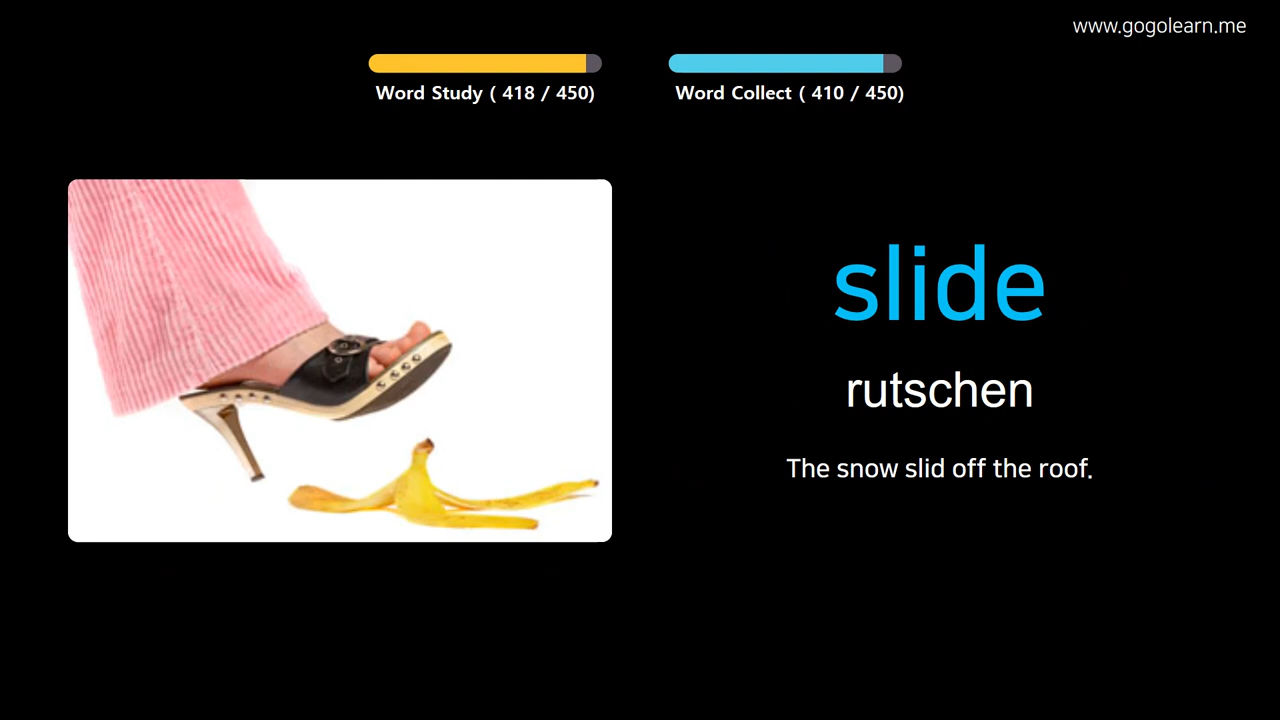 www.gogolearn.me
Word Study ( 418 / 450)
Word Collect ( 410 / 450)
slide
rutschen
The snow slid off the roof.